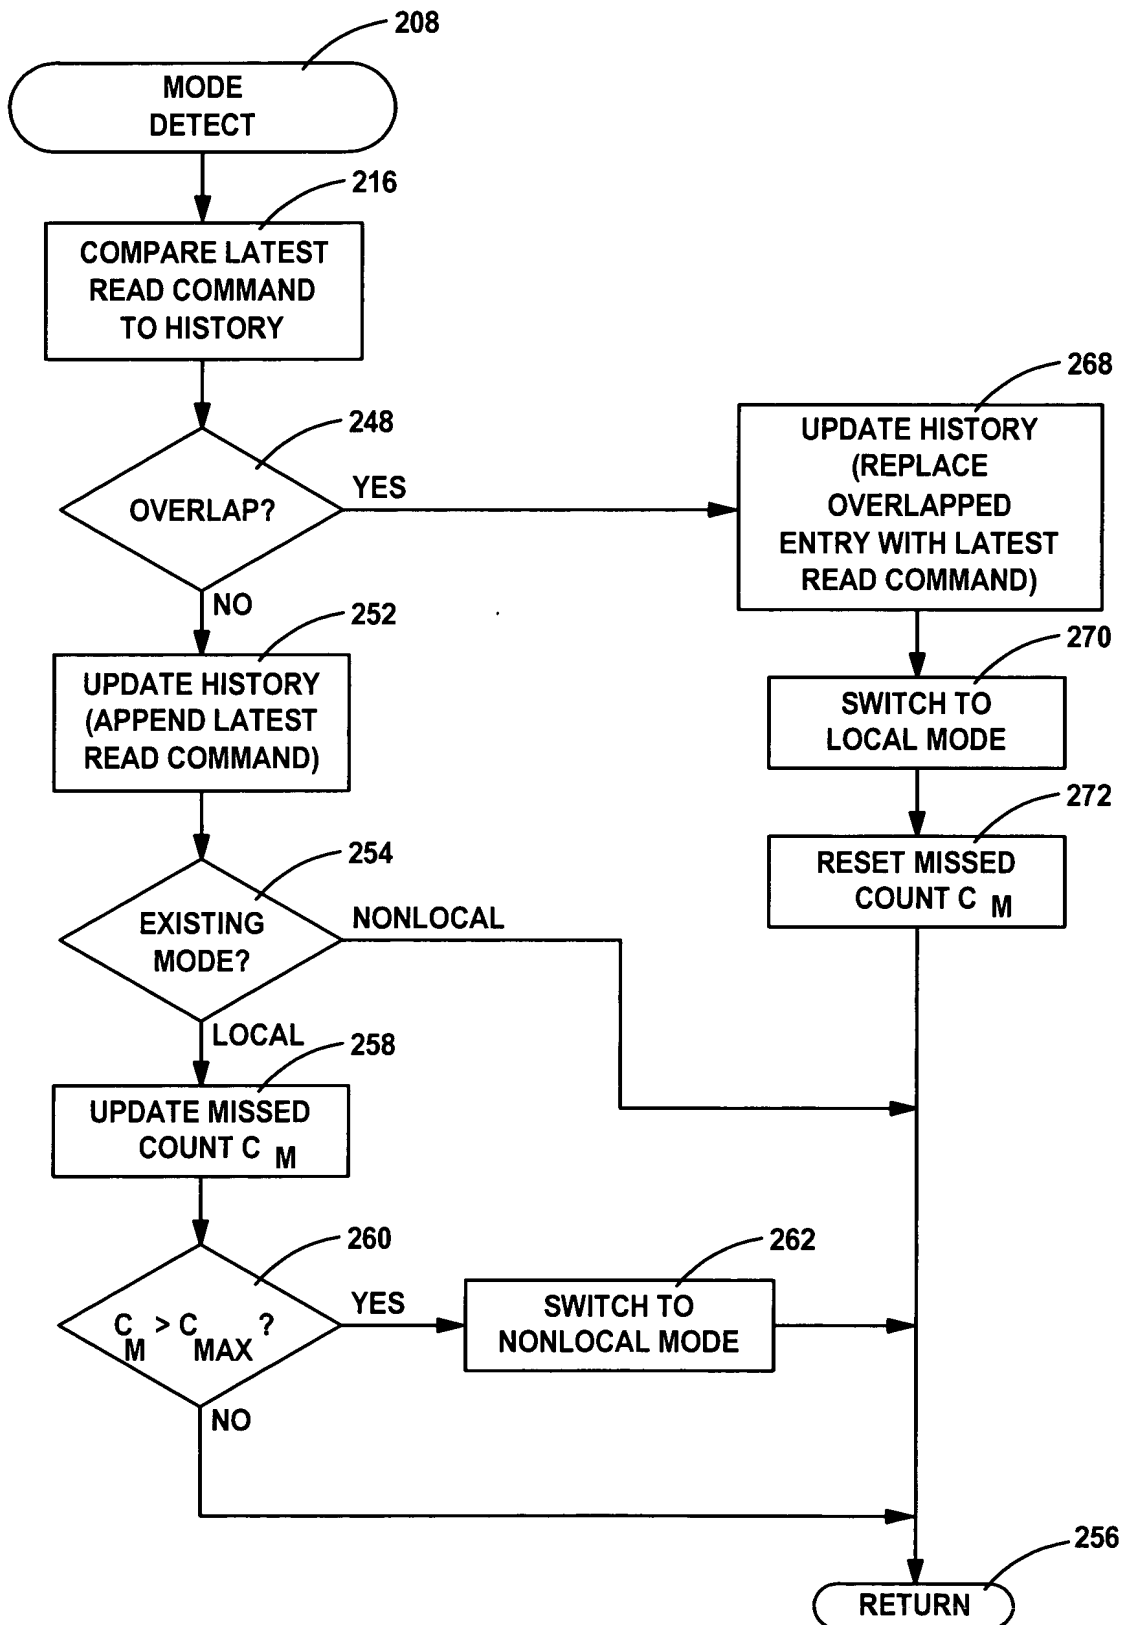 208
MODE
DETECT
216
COMPARE LATEST
READ COMMAND
TO HISTORY
248
OVERLAP?
YES
NO
268
UPDATE HISTORY
(REPLACE
OVERLAPPED
ENTRY WITH LATEST
READ COMMAND)
252
UPDATE HISTORY
(APPEND LATEST
READ COMMAND)
270
SWITCH TO
LOCAL MODE
272
RESET MISSED
COUNT C M
254
EXISTING
MODE?
NONLOCAL
LOCAL
258
UPDATE MISSED
COUNT C M
260
C M > C MAX ?
YES
NO
262
SWITCH TO
NONLOCAL MODE
256
RETURN